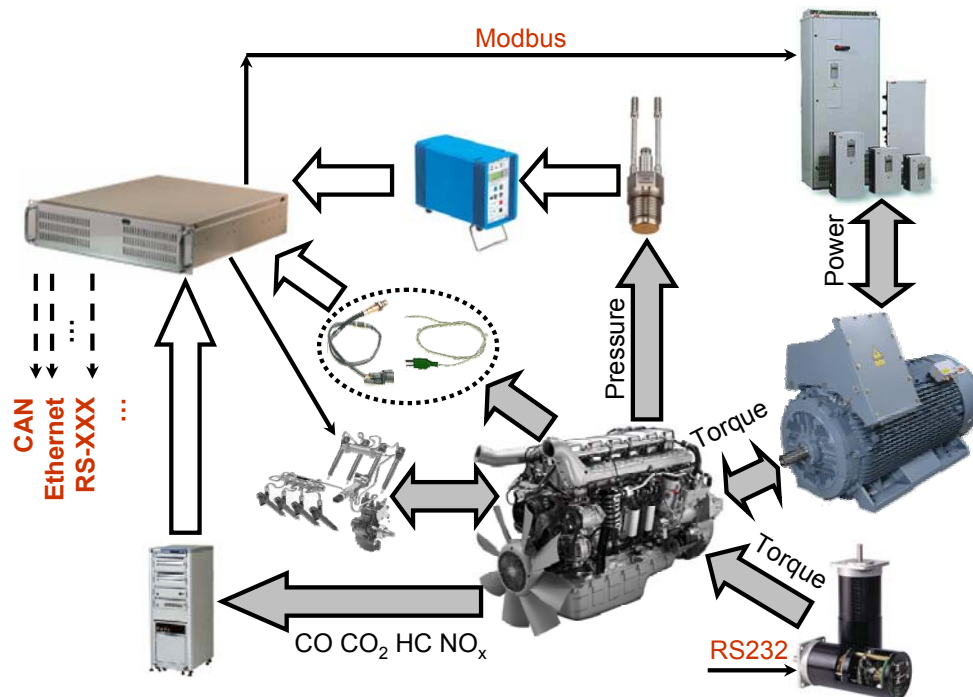 Modbus
Power
Pressure
Torque
Torque
CAN
Ethernet
RS-XXX
...
...
RS232
CO CO₂ HC NOₓ